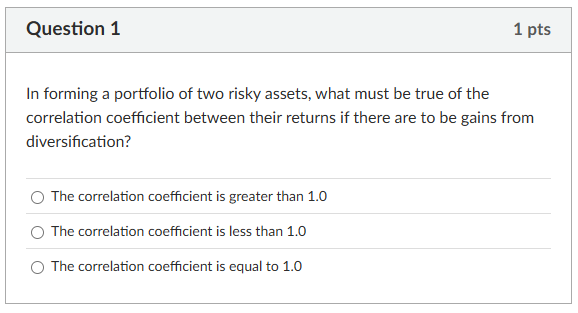 Question 1
1 pts
In forming a portfolio of two risky assets, what must be true of the
correlation coefficient between their returns if there are to be gains from
diversification?
The correlation coefficient is greater than 1.0
The correlation coefficient is less than 1.0
The correlation coefficient is equal to 1.0